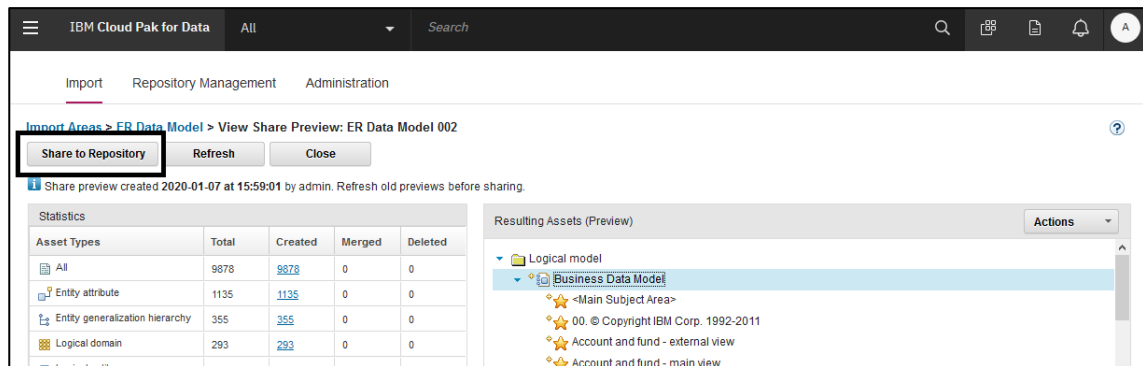 IBM Cloud Pak for Data All Search A
Import Repository Management Administration
Import Areas > ER Data Model > View Share Preview: ER Data Model 002 ?
Share to Repository Refresh Close
i Share preview created 2020-01-07 at 15:59:01 by admin. Refresh old previews before sharing.
Statistics
Asset Types Total Created Merged Deleted
All 9878 9878 0 0
Entity attribute 1135 1135 0 0
Entity generalization hierarchy 355 355 0 0
Logical domain 293 293 0 0
Resulting Assets (Preview) Actions
Logical model
Business Data Model
<Main Subject Area>
00. © Copyright IBM Corp. 1992-2011
Account and fund - external view
Account and fund - main view